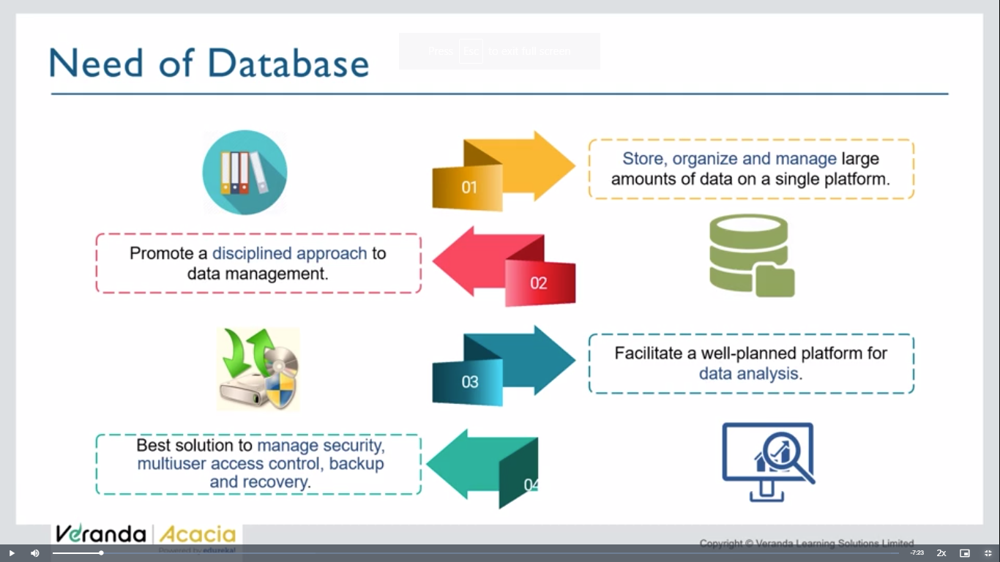 Press Esc to exit full screen
Need of Database
01
Store, organize and manage large
amounts of data on a single platform.
Promote a disciplined approach to
data management.
02
03
Facilitate a well-planned platform for
data analysis.
Best solution to manage security,
multiuser access control, backup
and recovery.
04
Veranda | Acacia
Powered by edureka!
Copyright © Veranda Learning Solutions Limited
-7:23
2x